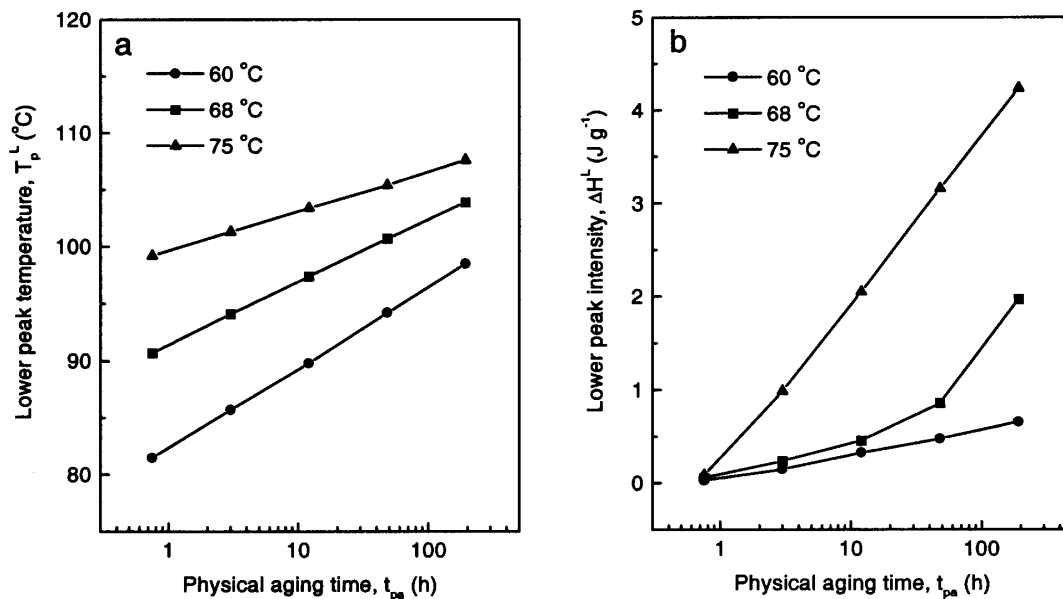 a
60 °C
68 °C
75 °C
120
110
100
90
80
Lower peak temperature, T_p^L (°C)
1 10 100
Physical aging time, t_pa (h)
b
60 °C
68 °C
75 °C
5
4
3
2
1
0
Lower peak intensity, ΔH^L (J g⁻¹)
1 10 100
Physical aging time, t_pa (h)